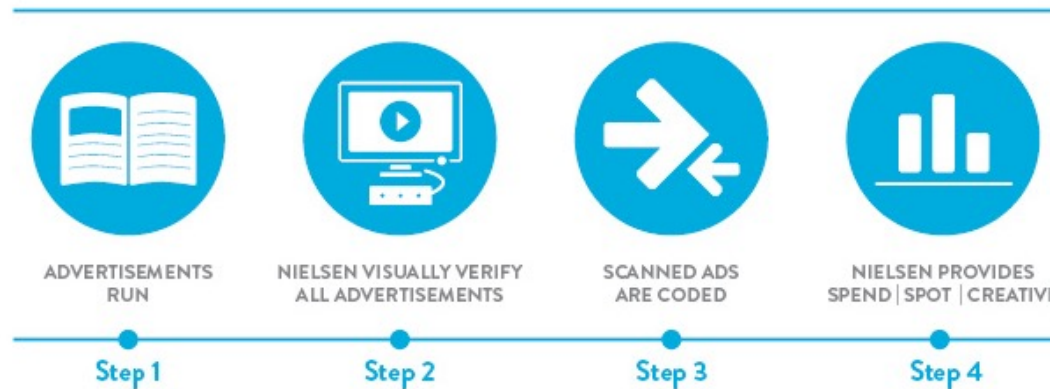 ADVERTISEMENTS
RUN
NIELSEN VISUALLY VERIFY
ALL ADVERTISEMENTS
SCANNED ADS
ARE CODED
NIELSEN PROVIDES
SPEND | SPOT | CREATIVE
Step 1
Step 2
Step 3
Step 4